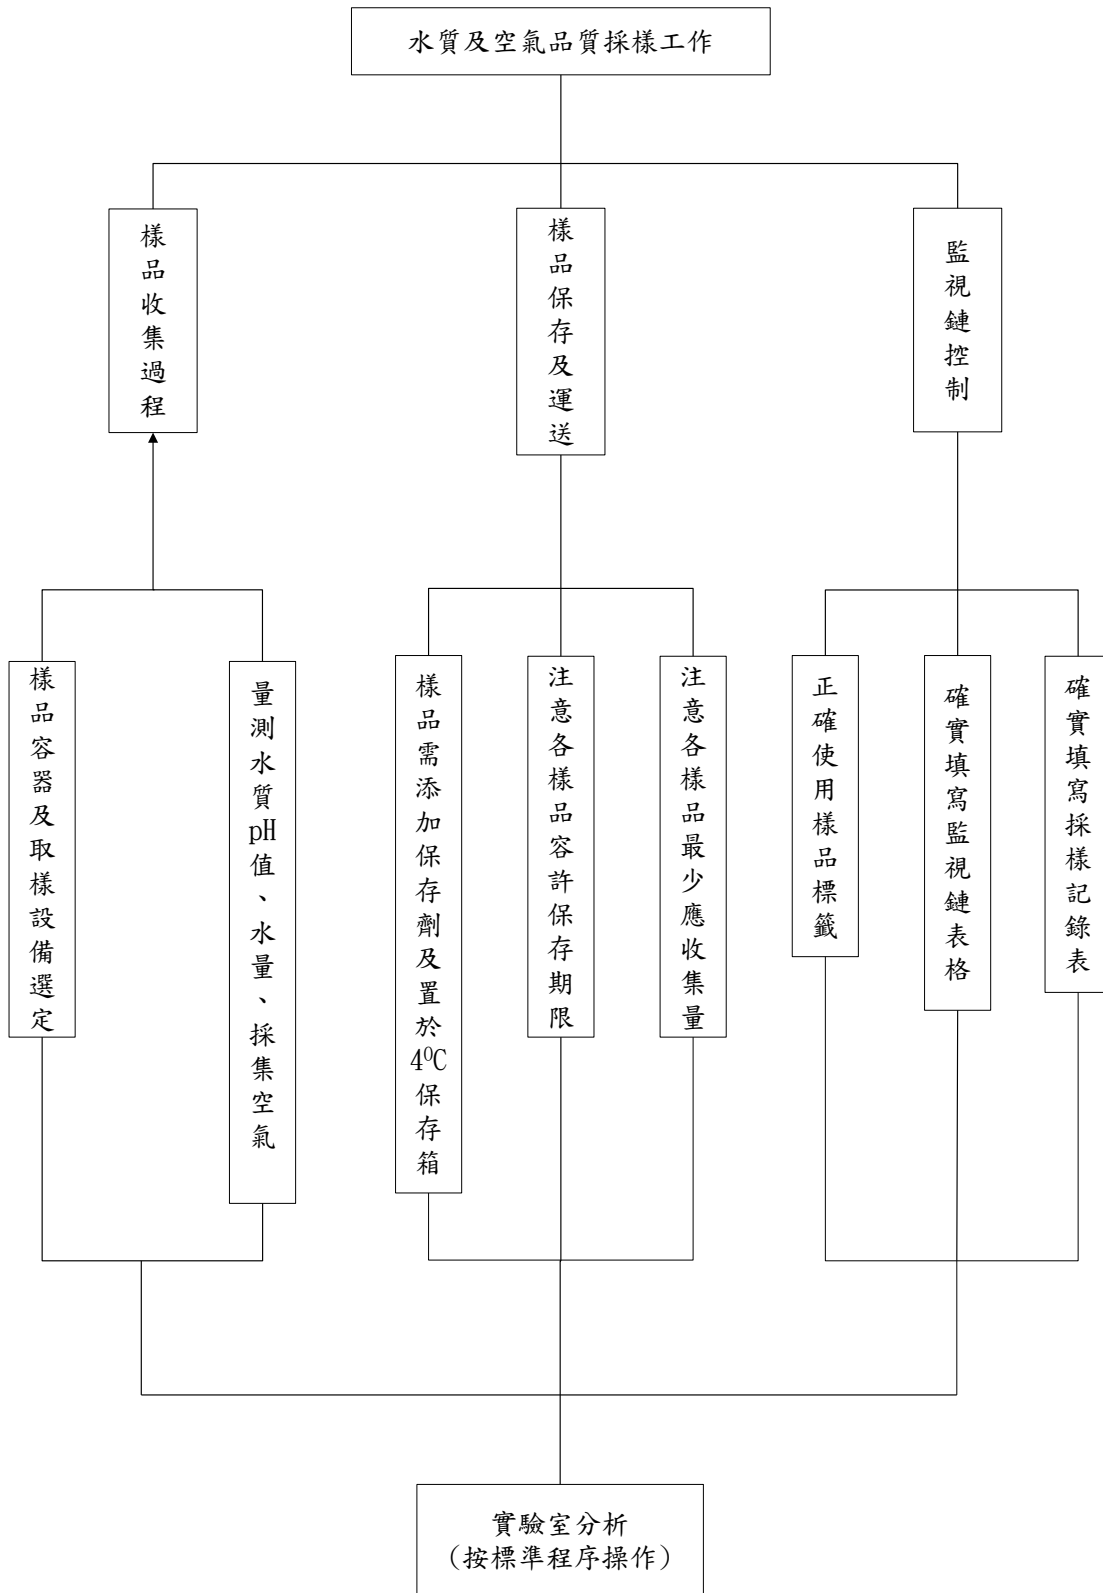 水質及空氣品質採樣工作
樣品收集過程
樣品保存及運送
監視鏈控制
樣品容器及取樣設備選定
量測水質pH值、水量、採集空氣
樣品需添加保存劑及置於4⁰C保存箱
注意各樣品容許保存期限
注意各樣品最少應收集量
正確使用樣品標籤
確實填寫監視鏈表格
確實填寫採樣記錄表
實驗室分析
（按標準程序操作）